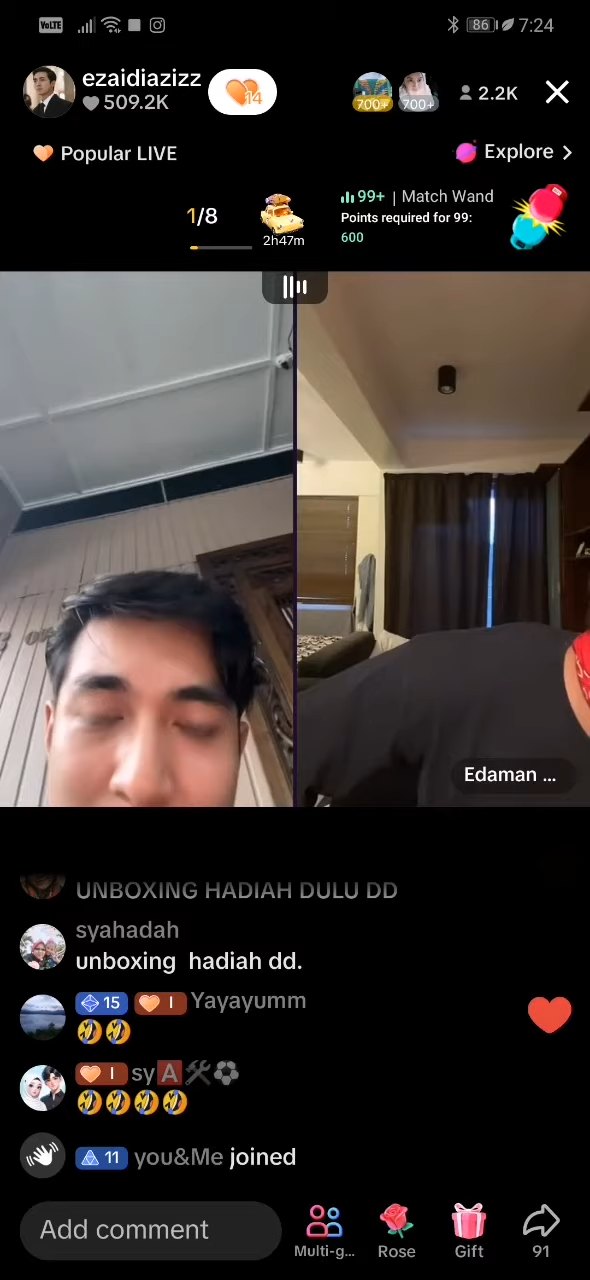 VoLTE
86
7:24
ezaidiazizz
509.2K
14
700+
700+
2.2K
Popular LIVE
Explore >
1/8
2h47m
99+ | Match Wand
Points required for 99:
600
Edaman ...
UNBOXING HADIAH DULU DD
syahadah
unboxing hadiah dd.
15 I Yayayumm
🤣🤣
I sy🅰️🛠️⚽
🤣🤣🤣🤣
11 you&Me joined
Add comment
Multi-g...
Rose
Gift
91